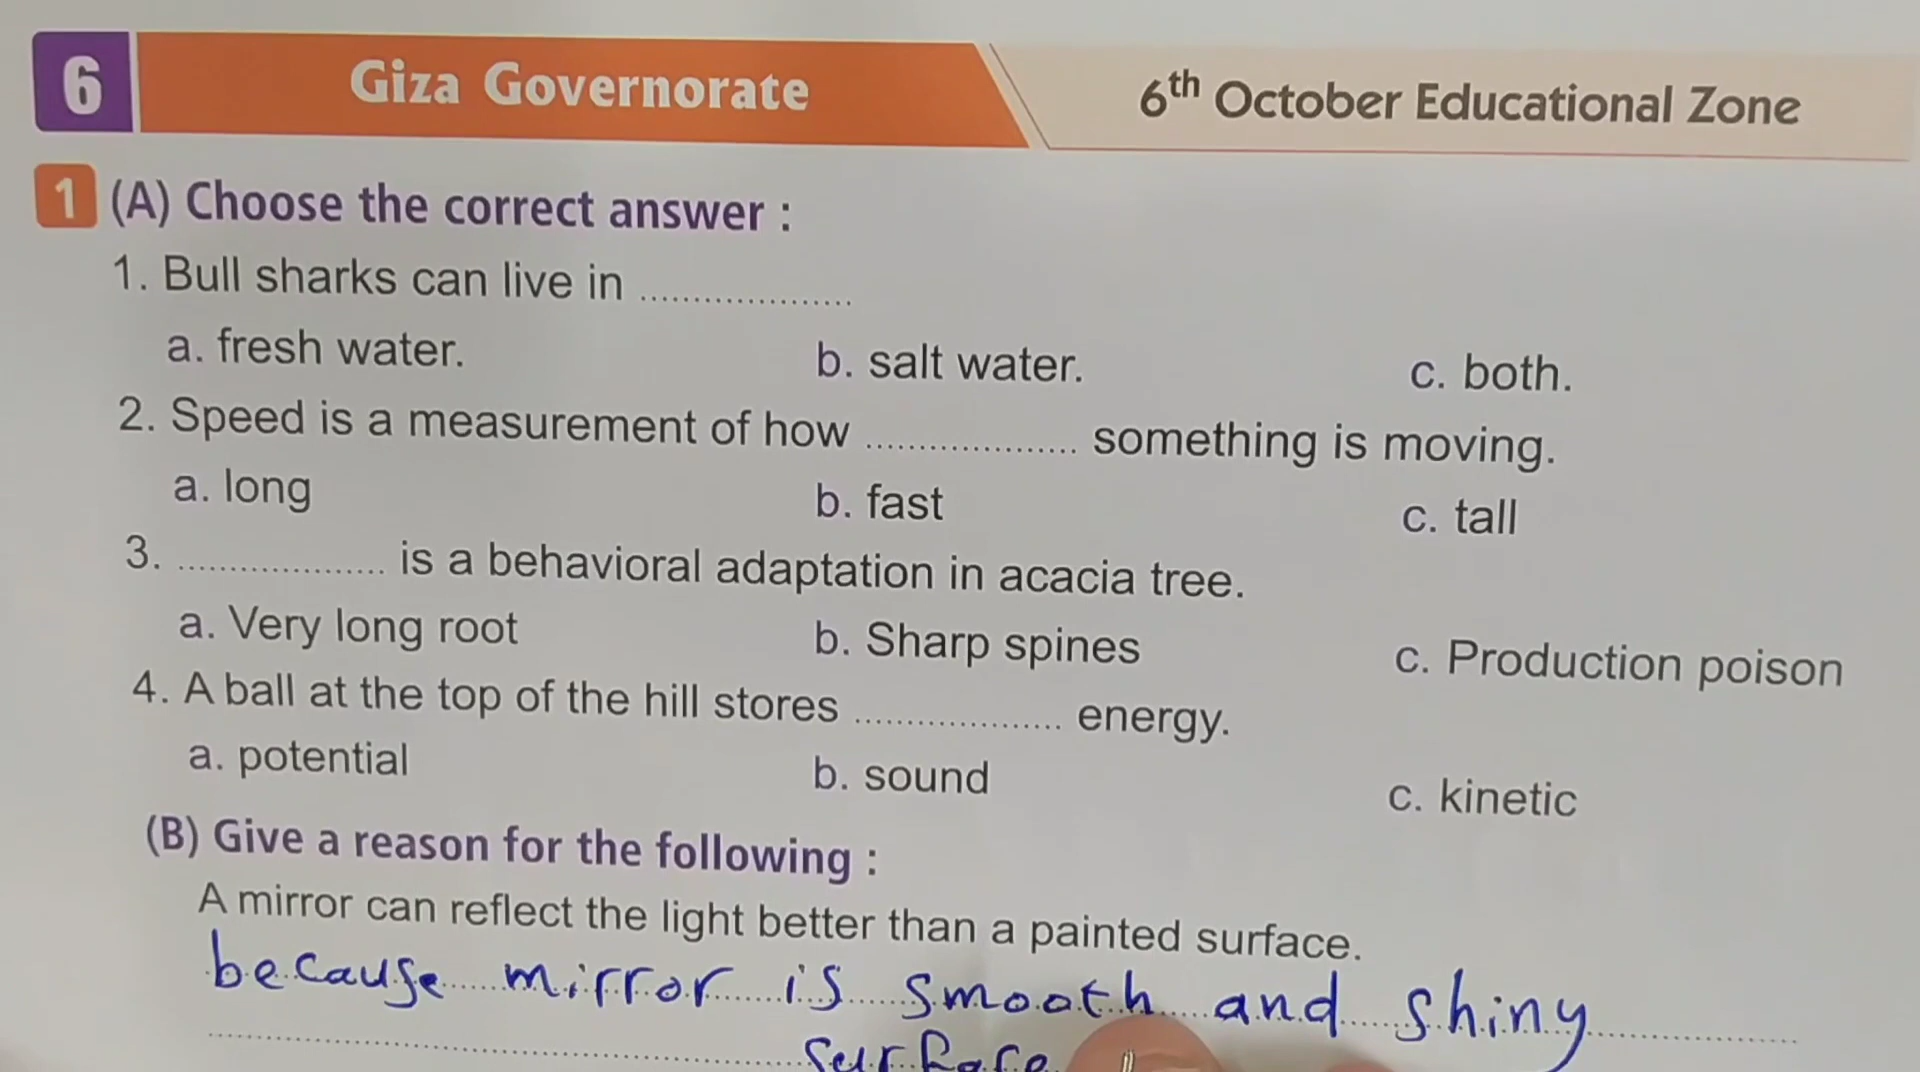 6 Giza Governorate 6th October Educational Zone
1 (A) Choose the correct answer :
1. Bull sharks can live in ....................
a. fresh water. b. salt water. c. both.
2. Speed is a measurement of how .................... something is moving.
a. long b. fast c. tall
3. .................... is a behavioral adaptation in acacia tree.
a. Very long root b. Sharp spines c. Production poison
4. A ball at the top of the hill stores .................... energy.
a. potential b. sound c. kinetic
(B) Give a reason for the following :
A mirror can reflect the light better than a painted surface.
because mirror is smooth and shiny
surface